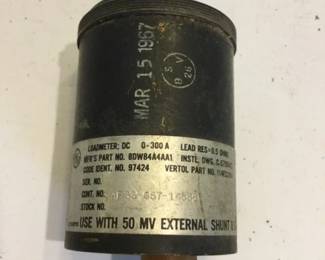 MAR 15 1967
S
B V
26
LOADMETER; DC 0-300 A LEAD RES=0.5 OHMS
MFR'S PART NO. 8DW84A4AA1 INSTL. DWG.
CODE IDENT. NO. 97424 VERTOL PART NO.
SER. NO.
CONT. NO.
STOCK NO.
USE WITH 50 MV EXTERNAL SHUNT